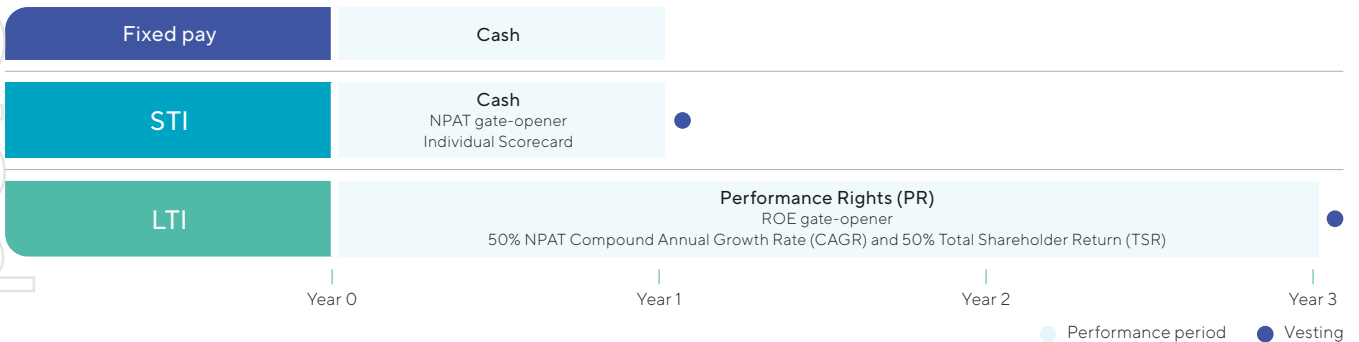 Fixed pay
Cash
STI
Cash
NPAT gate-opener
Individual Scorecard
LTI
Performance Rights (PR)
ROE gate-opener
50% NPAT Compound Annual Growth Rate (CAGR) and 50% Total Shareholder Return (TSR)
Year 0
Year 1
Year 2
Year 3
Performance period
Vesting